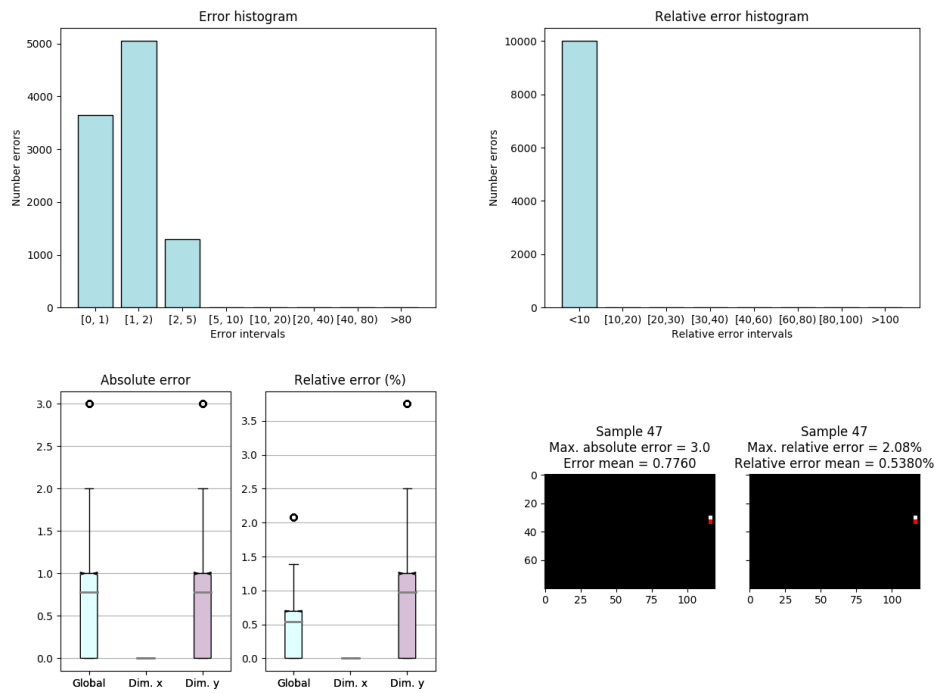 Error histogram
Number errors
5000
4000
3000
2000
1000
0
[0, 1) [1, 2) [2, 5) [5, 10) [10, 20) [20, 40) [40, 80) >80
Error intervals
Relative error histogram
Number errors
10000
8000
6000
4000
2000
0
<10 [10,20) [20,30) [30,40) [40,60) [60,80) [80,100) >100
Relative error intervals
Absolute error
3.0
2.5
2.0
1.5
1.0
0.5
0.0
Global Dim. x Dim. y
Relative error (%)
3.5
3.0
2.5
2.0
1.5
1.0
0.5
0.0
Global Dim. x Dim. y
Sample 47
Max. absolute error = 3.0
Error mean = 0.7760
0
20
40
60
0 25 50 75 100
Sample 47
Max. relative error = 2.08%
Relative error mean = 0.5380%
0 25 50 75 100